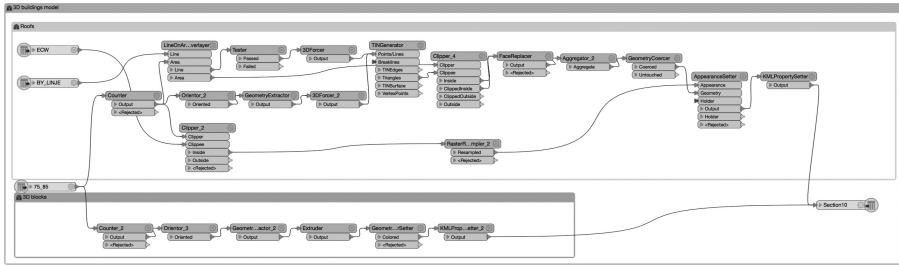 3D buildings model
Roofs
ECW
BY_LINJE
75_85
Counter
Output
<Rejected>
LineOnAr...verlayer
Line
Area
Line
Area
Tester
Passed
Failed
3DForcer
Output
Orientor_2
Oriented
GeometryExtractor
Output
3DForcer_2
Output
Clipper_2
Clipper
Clippee
Inside
Outside
<Rejected>
TINGenerator
Points/Lines
Breaklines
TINEdges
Triangles
TINSurface
VertexPoints
Clipper_4
Clipper
Clippee
Inside
ClippedInside
ClippedOutside
Outside
FaceReplacer
Output
<Rejected>
Aggregator_2
Aggregate
GeometryCoercer
Coerced
Untouched
RasterR...mpler_2
Resampled
<Rejected>
AppearanceSetter
Appearance
Geometry
Holder
Output
Holder
<Rejected>
KMLPropertySetter
Output
Section10
3D blocks
Counter_2
Output
<Rejected>
Orientor_3
Oriented
Geometr...actor_2
Output
Extruder
Output
Geometr...rSetter
Colored
<Rejected>
KMLProp...etter_2
Output